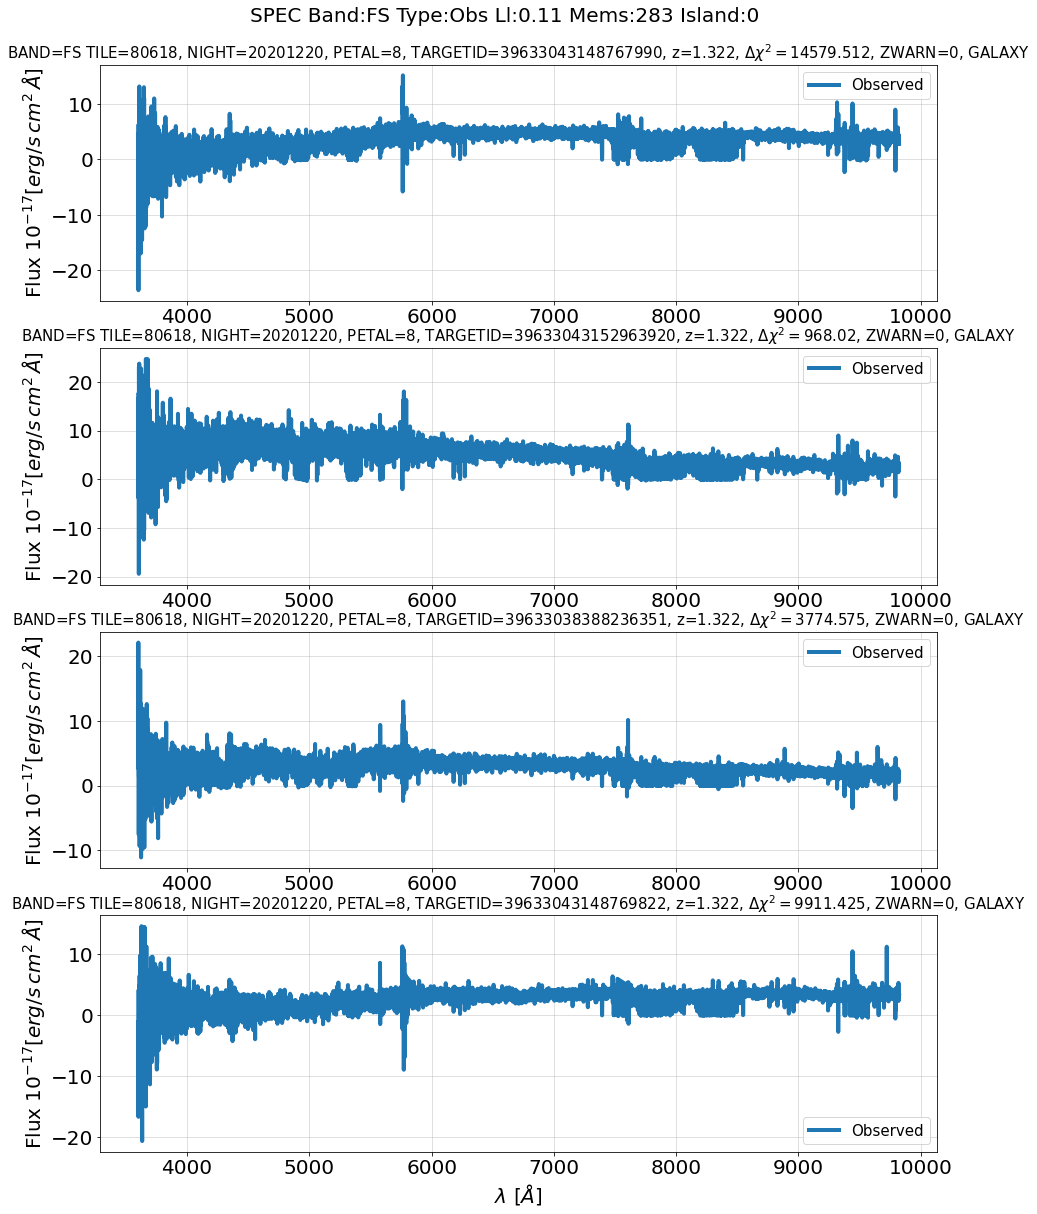 SPEC Band:FS Type:Obs Ll:0.11 Mems:283 Island:0
BAND=FS TILE=80618, NIGHT=20201220, PETAL=8, TARGETID=39633043148767990, z=1.322, Δχ² = 14579.512, ZWARN=0, GALAXY
Flux 10⁻¹⁷[erg/s cm² Å]
10
0
−10
−20
Observed
4000 5000 6000 7000 8000 9000 10000
BAND=FS TILE=80618, NIGHT=20201220, PETAL=8, TARGETID=39633043152963920, z=1.322, Δχ² = 968.02, ZWARN=0, GALAXY
Flux 10⁻¹⁷[erg/s cm² Å]
20
10
0
−10
−20
Observed
4000 5000 6000 7000 8000 9000 10000
BAND=FS TILE=80618, NIGHT=20201220, PETAL=8, TARGETID=39633038388236351, z=1.322, Δχ² = 3774.575, ZWARN=0, GALAXY
Flux 10⁻¹⁷[erg/s cm² Å]
20
10
0
−10
Observed
4000 5000 6000 7000 8000 9000 10000
BAND=FS TILE=80618, NIGHT=20201220, PETAL=8, TARGETID=39633043148769822, z=1.322, Δχ² = 9911.425, ZWARN=0, GALAXY
Flux 10⁻¹⁷[erg/s cm² Å]
10
0
−10
−20
Observed
4000 5000 6000 7000 8000 9000 10000
λ [Å]